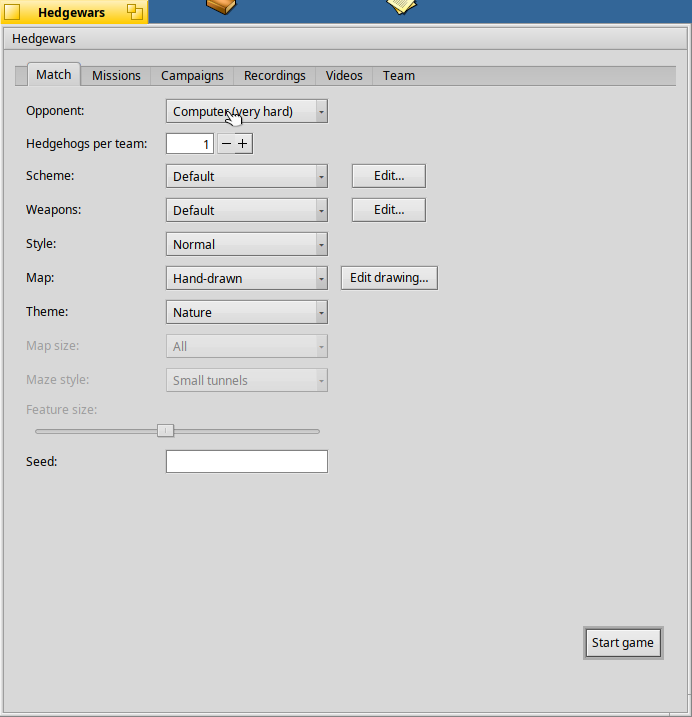 Hedgewars
Hedgewars
Match Missions Campaigns Recordings Videos Team
Opponent: Computer (very hard)
Hedgehogs per team: 1 − +
Scheme: Default Edit...
Weapons: Default Edit...
Style: Normal
Map: Hand-drawn Edit drawing...
Theme: Nature
Map size: All
Maze style: Small tunnels
Feature size:
Seed:
Start game